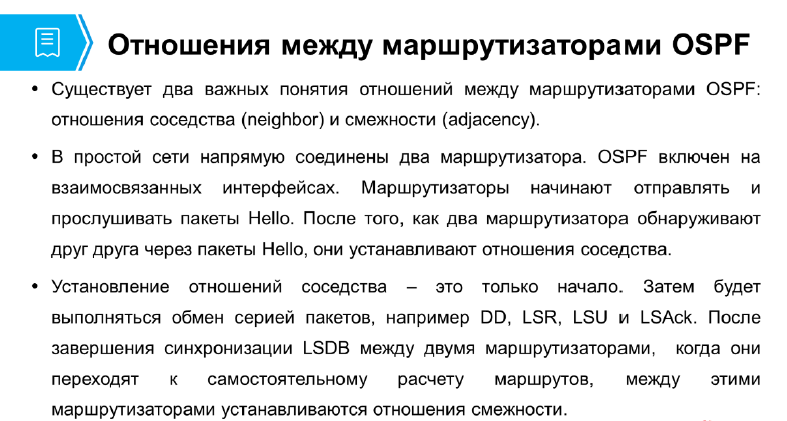 Отношения между маршрутизаторами OSPF
• Существует два важных понятия отношений между маршрутизаторами OSPF:
отношения соседства (neighbor) и смежности (adjacency).
• В простой сети напрямую соединены два маршрутизатора. OSPF включен на
взаимосвязанных интерфейсах. Маршрутизаторы начинают отправлять и
прослушивать пакеты Hello. После того, как два маршрутизатора обнаруживают
друг друга через пакеты Hello, они устанавливают отношения соседства.
• Установление отношений соседства – это только начало. Затем будет
выполняться обмен серией пакетов, например DD, LSR, LSU и LSAck. После
завершения синхронизации LSDB между двумя маршрутизаторами, когда они
переходят к самостоятельному расчету маршрутов, между этими
маршрутизаторами устанавливаются отношения смежности.